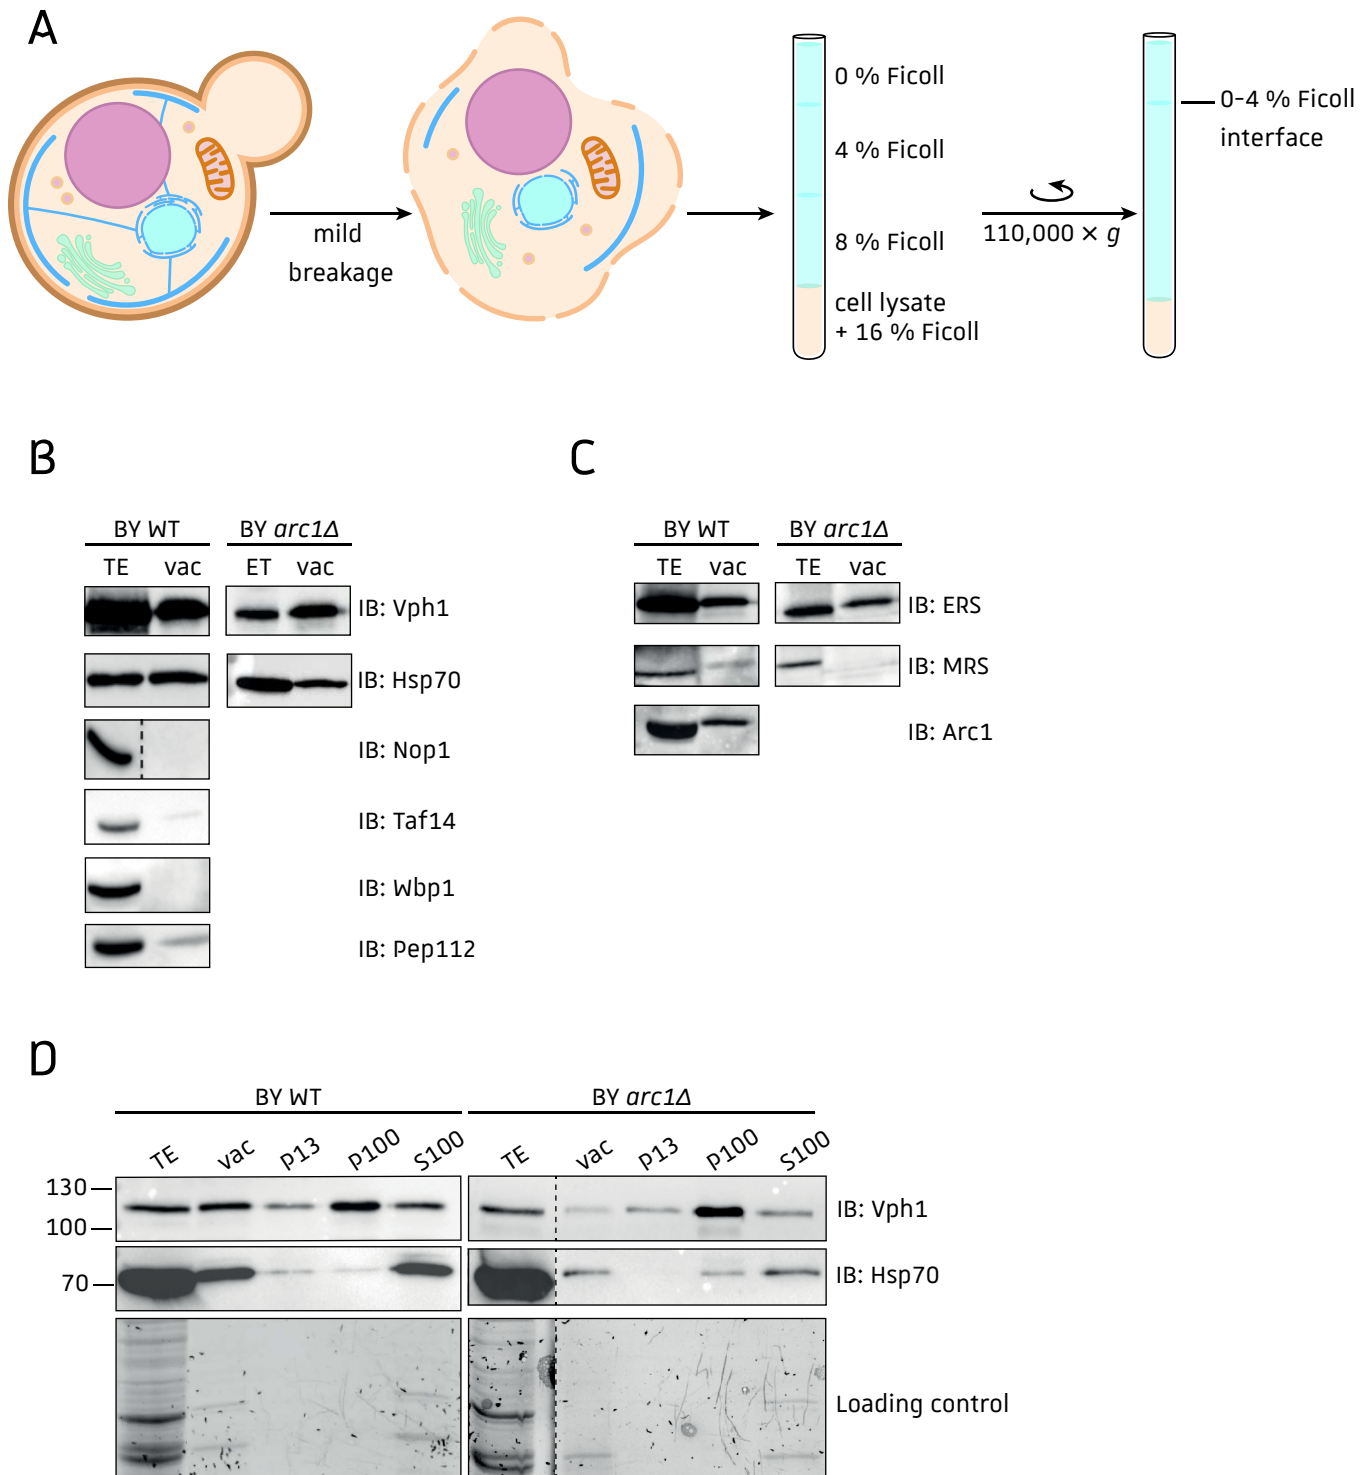 A
mild
breakage
0 % Ficoll
4 % Ficoll
8 % Ficoll
cell lysate
+ 16 % Ficoll
110,000 × g
0-4 % Ficoll
interface
B
BY WT
BY arc1Δ
TE vac
ET vac
IB: Vph1
IB: Hsp70
IB: Nop1
IB: Taf14
IB: Wbp1
IB: Pep112
C
BY WT
BY arc1Δ
TE vac
TE vac
IB: ERS
IB: MRS
IB: Arc1
D
BY WT
BY arc1Δ
TE vac P13 P100 S100
TE vac P13 P100 S100
130
100
IB: Vph1
70
IB: Hsp70
Loading control